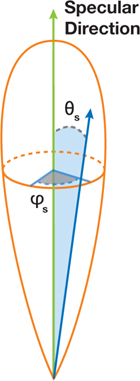 Specular
Direction
θs
φs